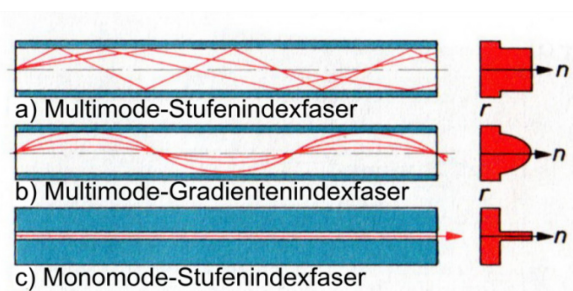 n
a) Multimode-Stufenindexfaser
r
n
b) Multimode-Gradientenindexfaser
r
n
c) Monomode-Stufenindexfaser